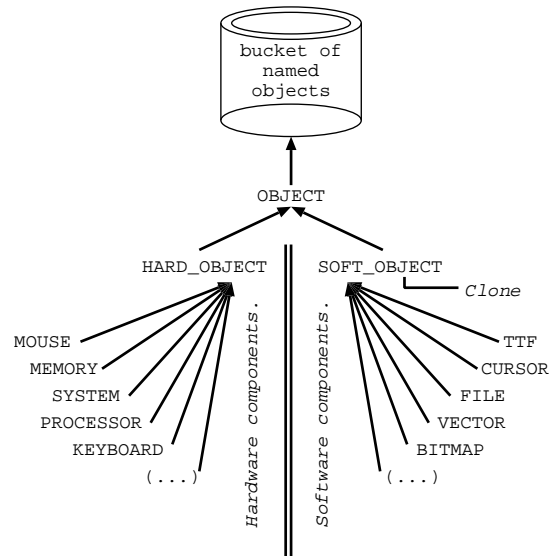 bucket of
named
objects
OBJECT
HARD_OBJECT
SOFT_OBJECT
Clone
MOUSE
MEMORY
SYSTEM
PROCESSOR
KEYBOARD
(...)
Hardware components.
Software components.
TTF
CURSOR
FILE
VECTOR
BITMAP
(...)